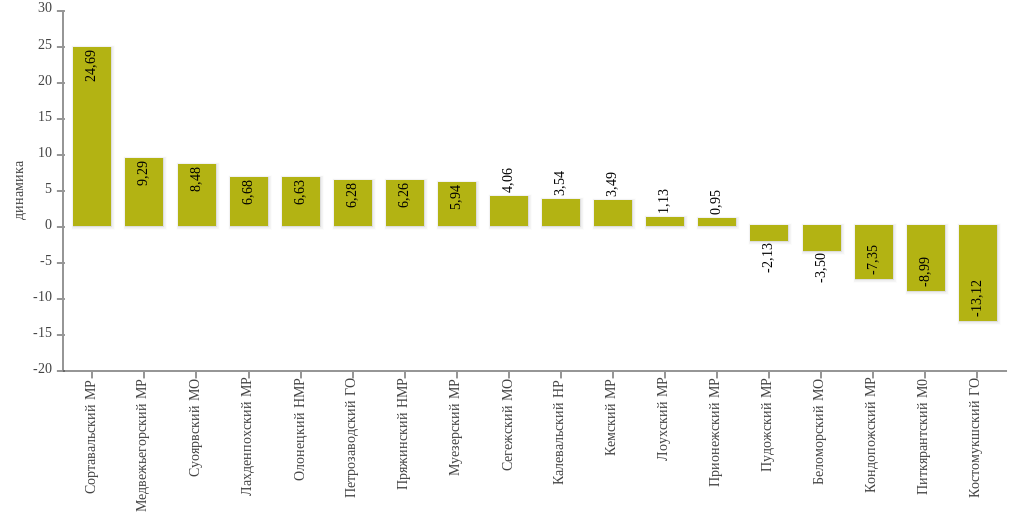 30
25
20
15
10
5
0
-5
-10
-15
-20
динамика
24,69
9,29
8,48
6,68
6,63
6,28
6,26
5,94
4,06
3,54
3,49
1,13
0,95
-2,13
-3,50
-7,35
-8,99
-13,12
Сортавальский МР
Медвежьегорский МР
Суоярвский МО
Лахденпохский МР
Олонецкий НМР
Петрозаводский ГО
Пряжинский НМР
Муезерский МР
Сегежский МО
Калевальский НР
Кемский МР
Лоухский МР
Прионежский МР
Пудожский МР
Беломорский МО
Кондопожский МР
Питкярантский М0
Костомукшский ГО